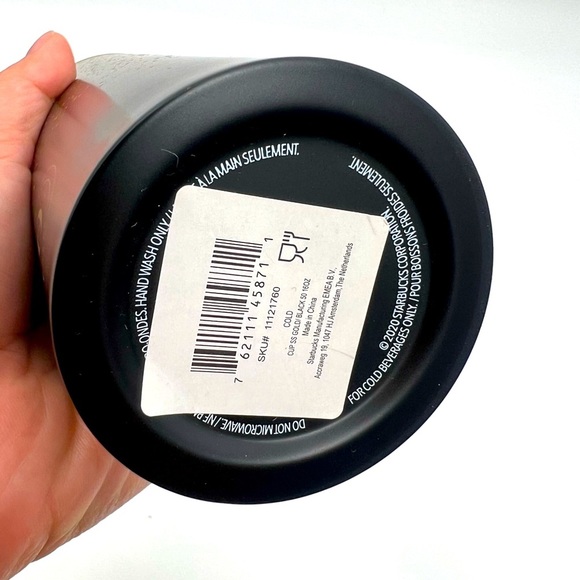 7 62111 45871 1
SKU# 11121760
COLD
CUP SS GOLD/ BLACK 50 16OZ
Made in China
Starbucks Manufacturing EMEA B.V.
Accraweg 19, 1047 HJ Amsterdam, The Netherlands
© 2020 STARBUCKS CORPORATION.
FOR COLD BEVERAGES ONLY. / POUR BOISSONS FROIDES SEULEMENT.
DO NOT MICROWAVE. / NE
O-ONDES. HAND WASH ONLY. /
À LA MAIN SEULEMENT.